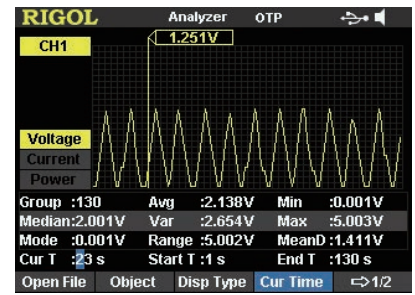 RIGOL Analyzer OTP
CH1
1.251V
Voltage
Current
Power
Group :130 Avg :2.138V Min :0.001V
Median:2.001V Var :2.654V Max :5.003V
Mode :0.001V Range :5.002V MeanD :1.411V
Cur T :23 s Start T :1 s End T :130 s
Open File Object Disp Type Cur Time ⇨1/2